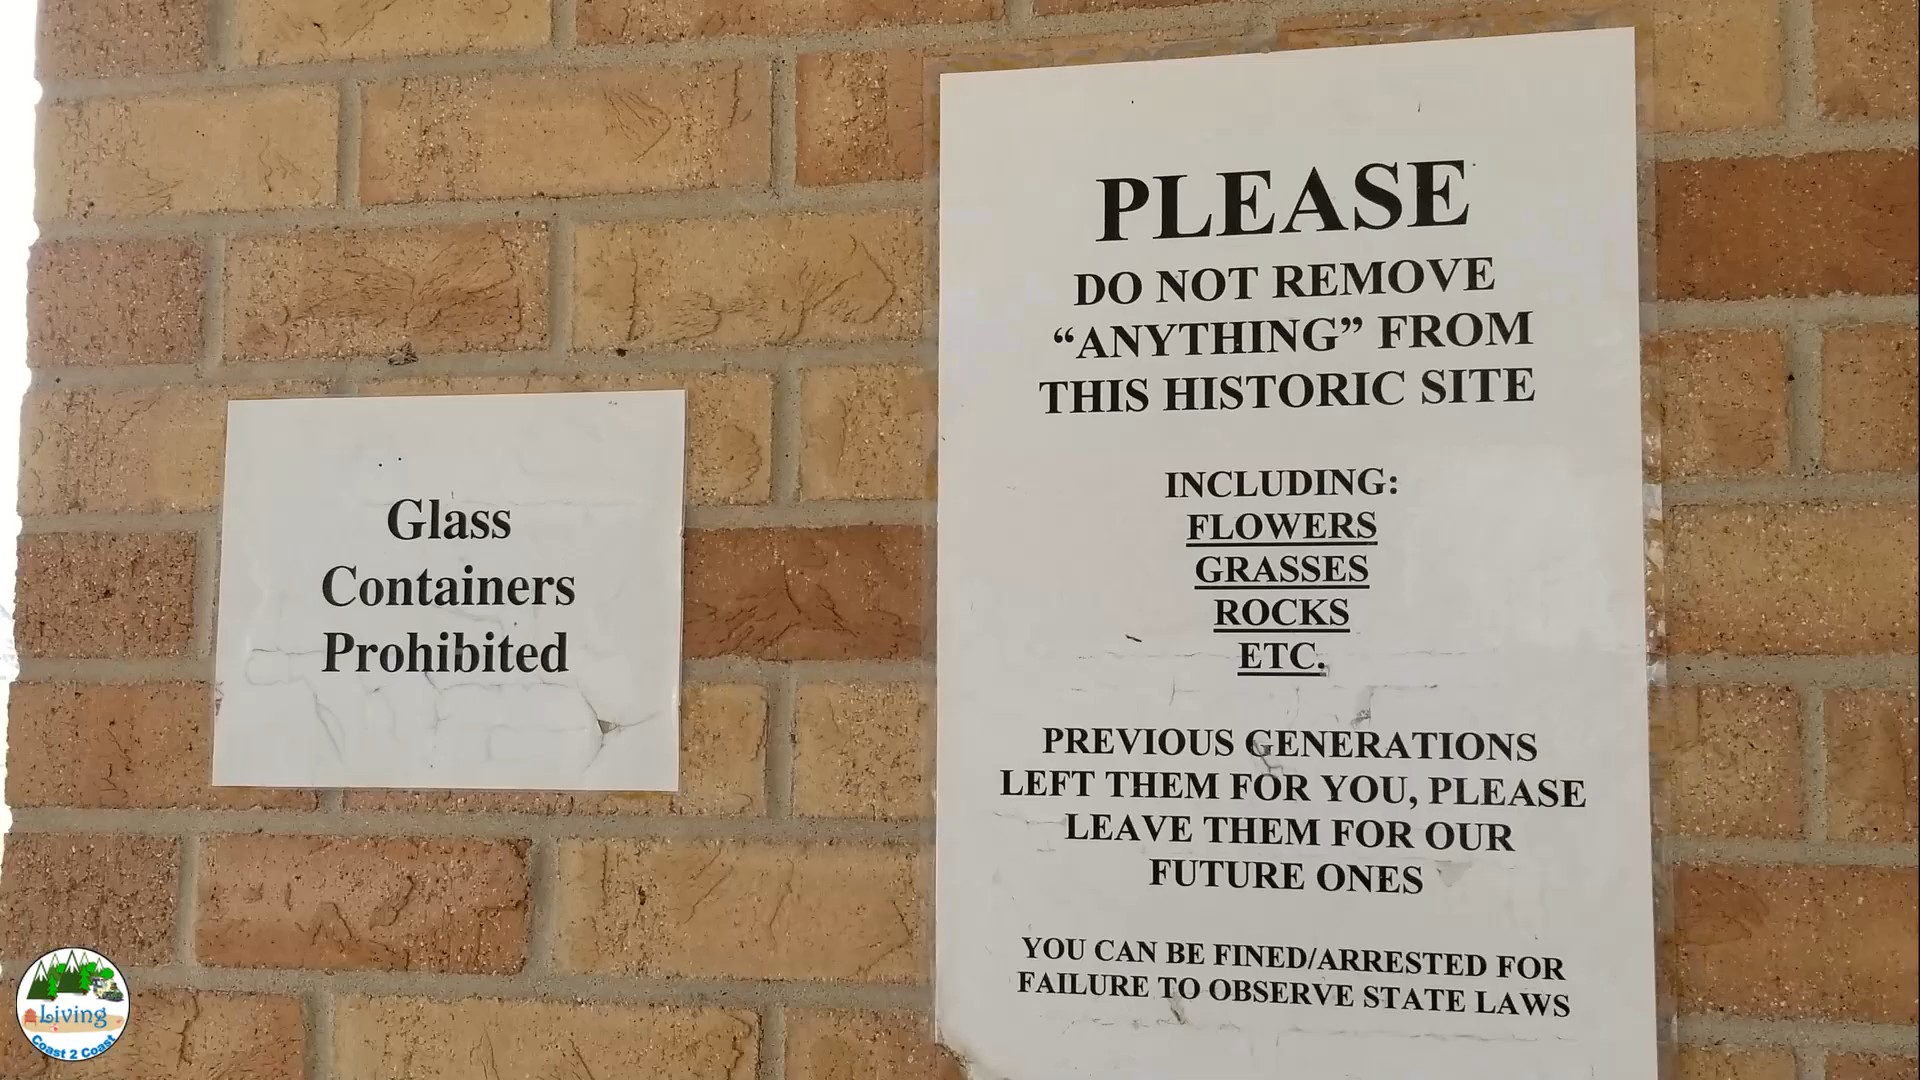 Glass
Containers
Prohibited
PLEASE
DO NOT REMOVE
“ANYTHING” FROM
THIS HISTORIC SITE
INCLUDING:
FLOWERS
GRASSES
ROCKS
ETC.
PREVIOUS GENERATIONS
LEFT THEM FOR YOU, PLEASE
LEAVE THEM FOR OUR
FUTURE ONES
YOU CAN BE FINED/ARRESTED FOR
FAILURE TO OBSERVE STATE LAWS
Living
Coast 2 Coast